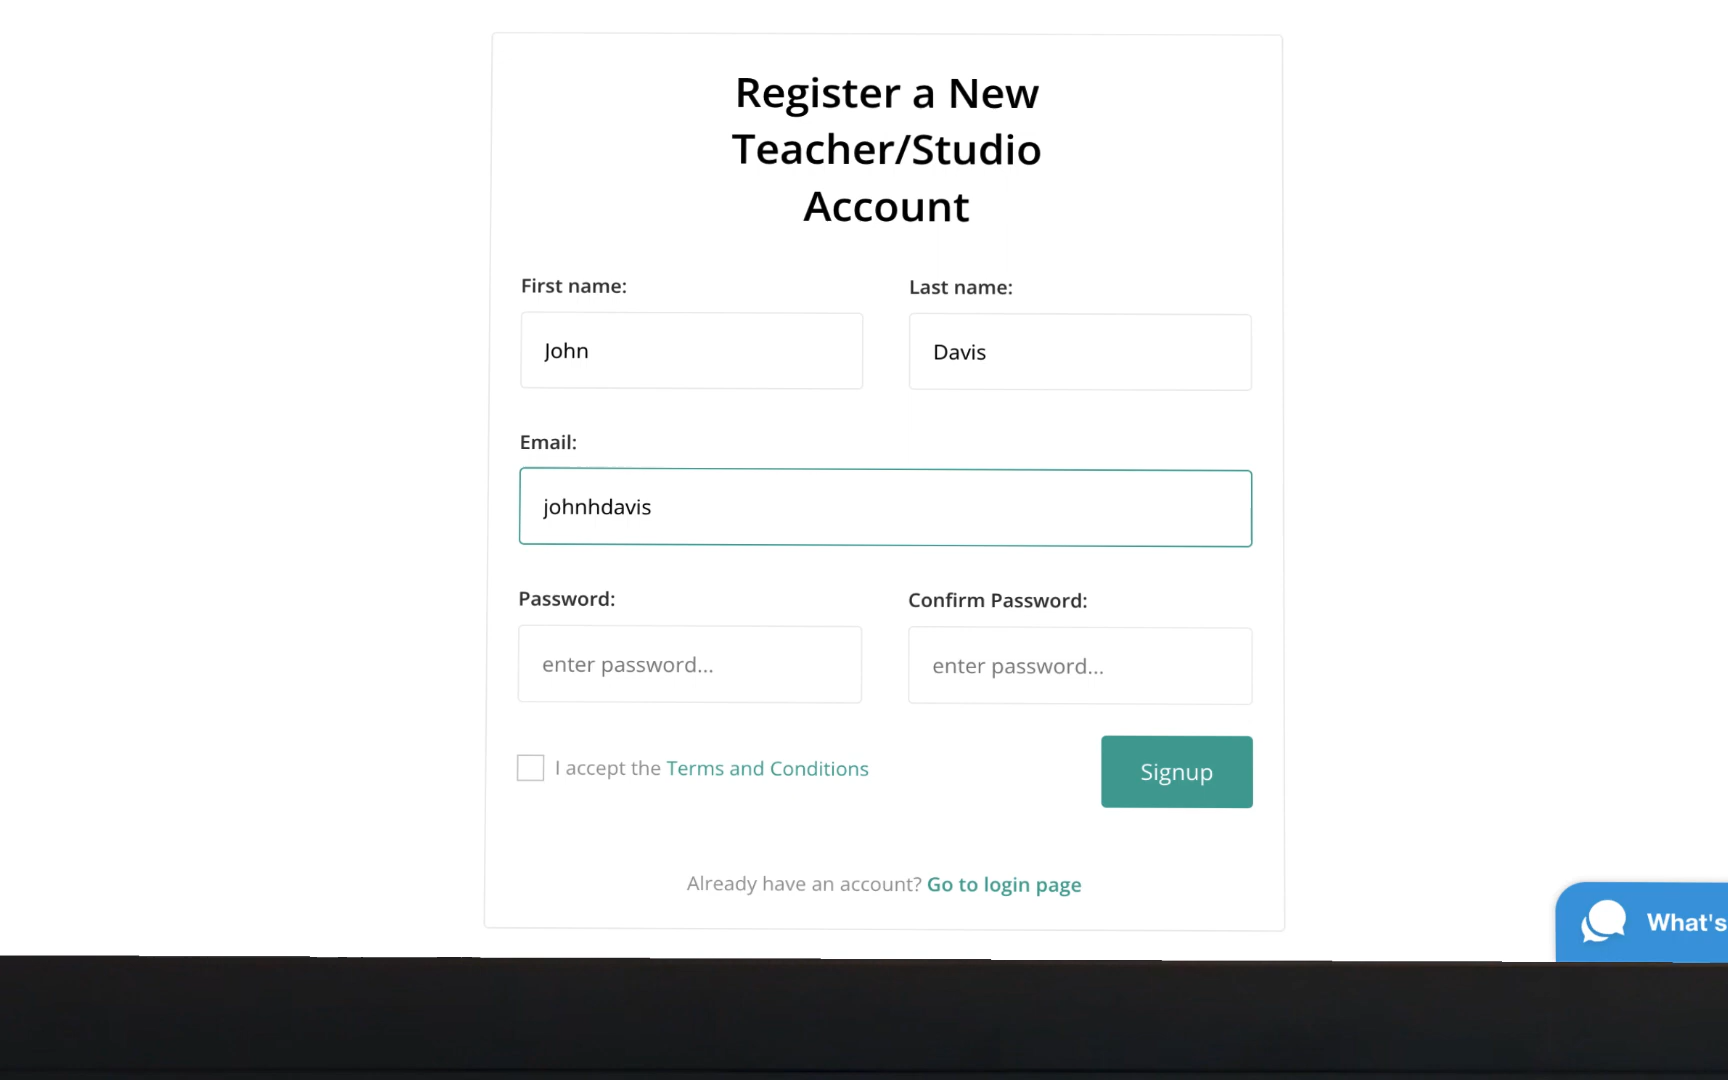 Register a New
Teacher/Studio
Account
First name:
Last name:
John
Davis
Email:
johnhdavis
Password:
Confirm Password:
enter password...
enter password...
I accept the Terms and Conditions
Signup
Already have an account? Go to login page
What's